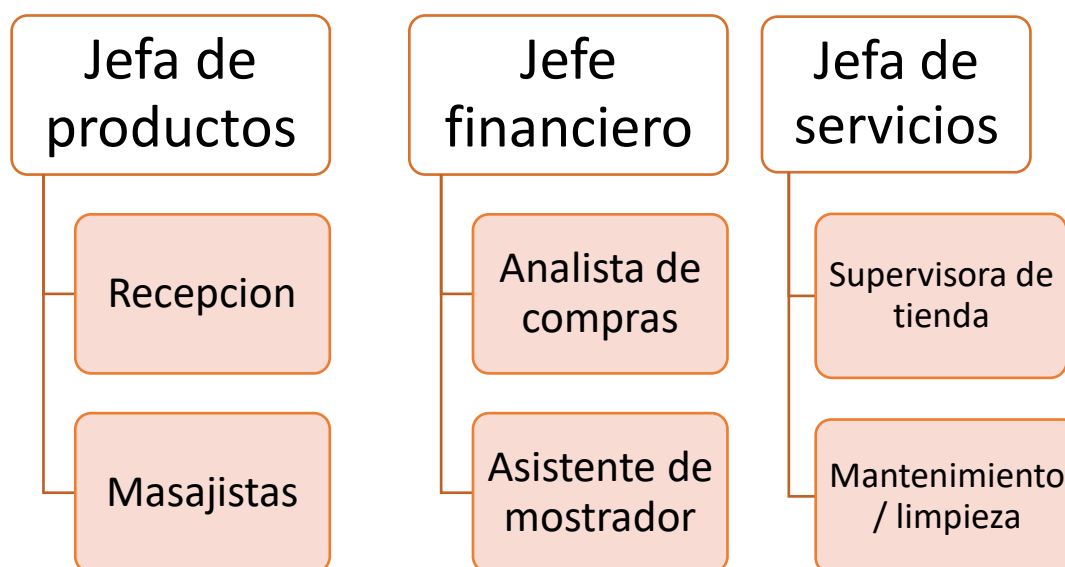 Jefa de
productos
Recepcion
Masajistas
Jefe
financiero
Analista de
compras
Asistente de
mostrador
Jefa de
servicios
Supervisora de
tienda
Mantenimiento
/ limpieza